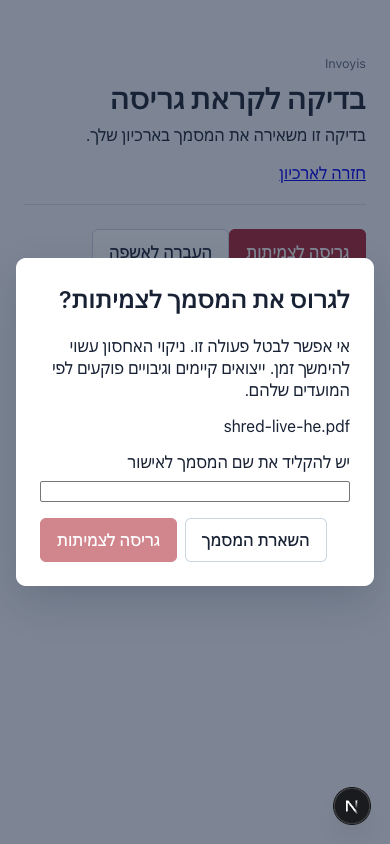 Invoyis
בדיקה לקראת גריסה
בדיקה זו משאירה את המסמך בארכיון שלך.
חזרה לארכיון
גריסה לצמיתות
העברה לאשפה
לגרוס את המסמך לצמיתות?
אי אפשר לבטל פעולה זו. ניקוי האחסון עשוי
להימשך זמן. ייצואים קיימים וגיבויים פוקעים לפי
המועדים שלהם.
shred-live-he.pdf
יש להקליד את שם המסמך לאישור
השארת המסמך
גריסה לצמיתות
N